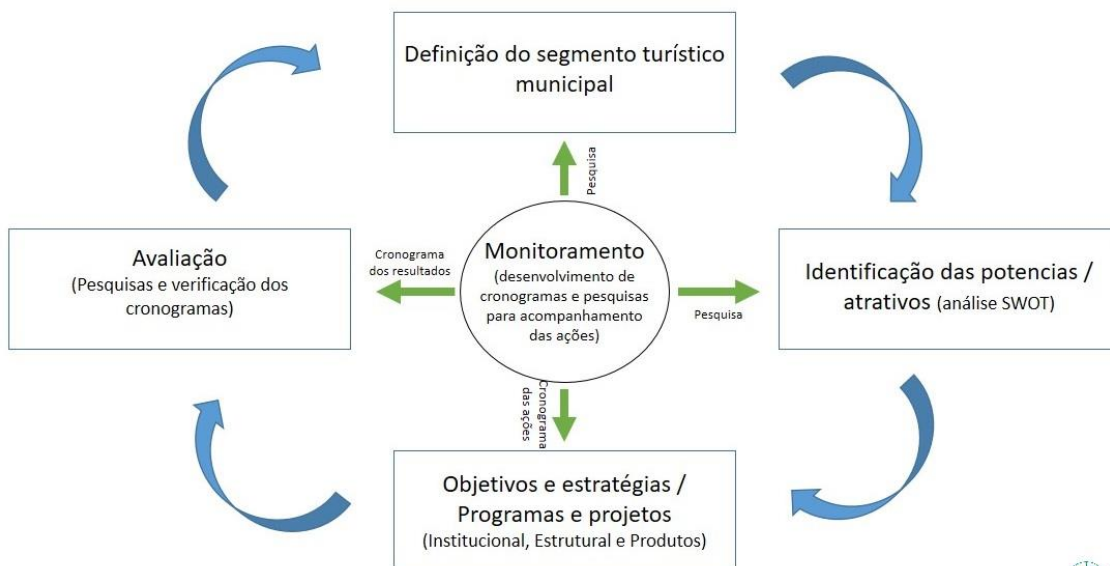 Definição do segmento turístico
municipal
Pesquisa
Avaliação
(Pesquisas e verificação dos
cronogramas)
Cronograma
dos resultados
Monitoramento
(desenvolvimento de
cronogramas e pesquisas
para acompanhamento
das ações)
Pesquisa
Identificação das potencias /
atrativos (análise SWOT)
Cronograma
das ações
Objetivos e estratégias /
Programas e projetos
(Institucional, Estrutural e Produtos)